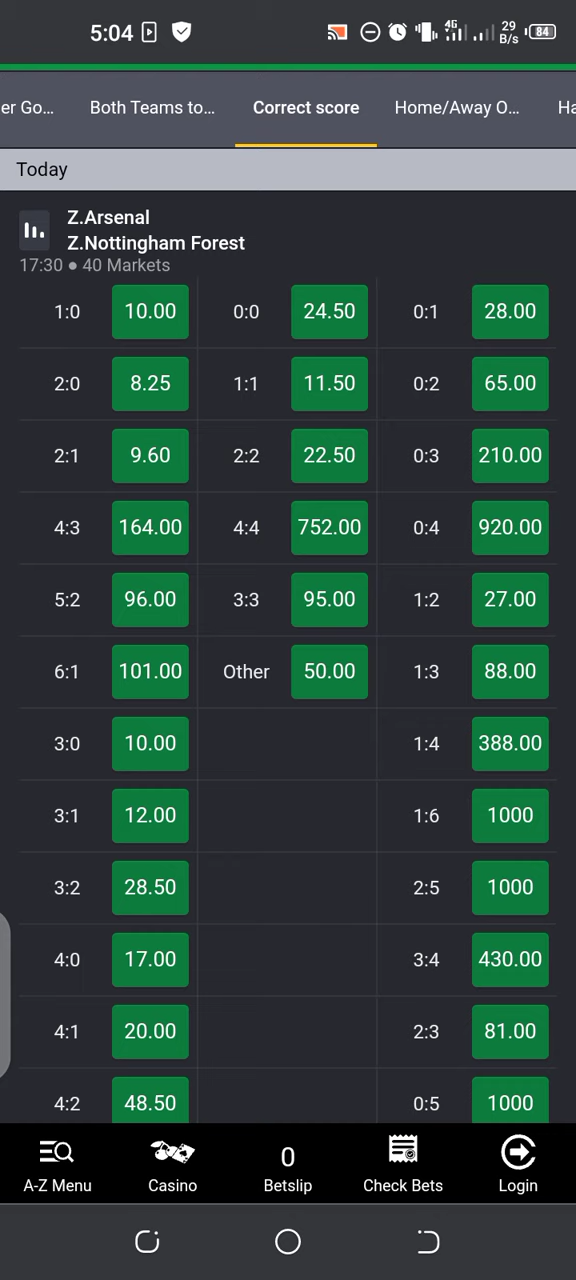 5:04 4G 29 B/s 84
er Go... Both Teams to... Correct score Home/Away O... Ha
Today
Z.Arsenal
Z.Nottingham Forest
17:30 ● 40 Markets
1:0 10.00 0:0 24.50 0:1 28.00
2:0 8.25 1:1 11.50 0:2 65.00
2:1 9.60 2:2 22.50 0:3 210.00
4:3 164.00 4:4 752.00 0:4 920.00
5:2 96.00 3:3 95.00 1:2 27.00
6:1 101.00 Other 50.00 1:3 88.00
3:0 10.00 1:4 388.00
3:1 12.00 1:6 1000
3:2 28.50 2:5 1000
4:0 17.00 3:4 430.00
4:1 20.00 2:3 81.00
4:2 48.50 0:5 1000
0
A-Z Menu Casino Betslip Check Bets Login